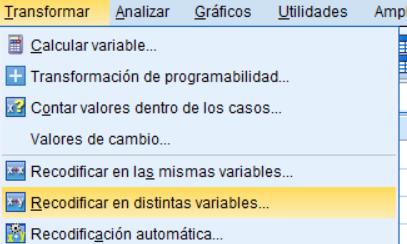 Transformar Analizar Gráficos Utilidades Amp
Calcular variable...
Transformación de programabilidad...
Contar valores dentro de los casos...
Valores de cambio...
Recodificar en las mismas variables...
Recodificar en distintas variables...
Recodificación automática...